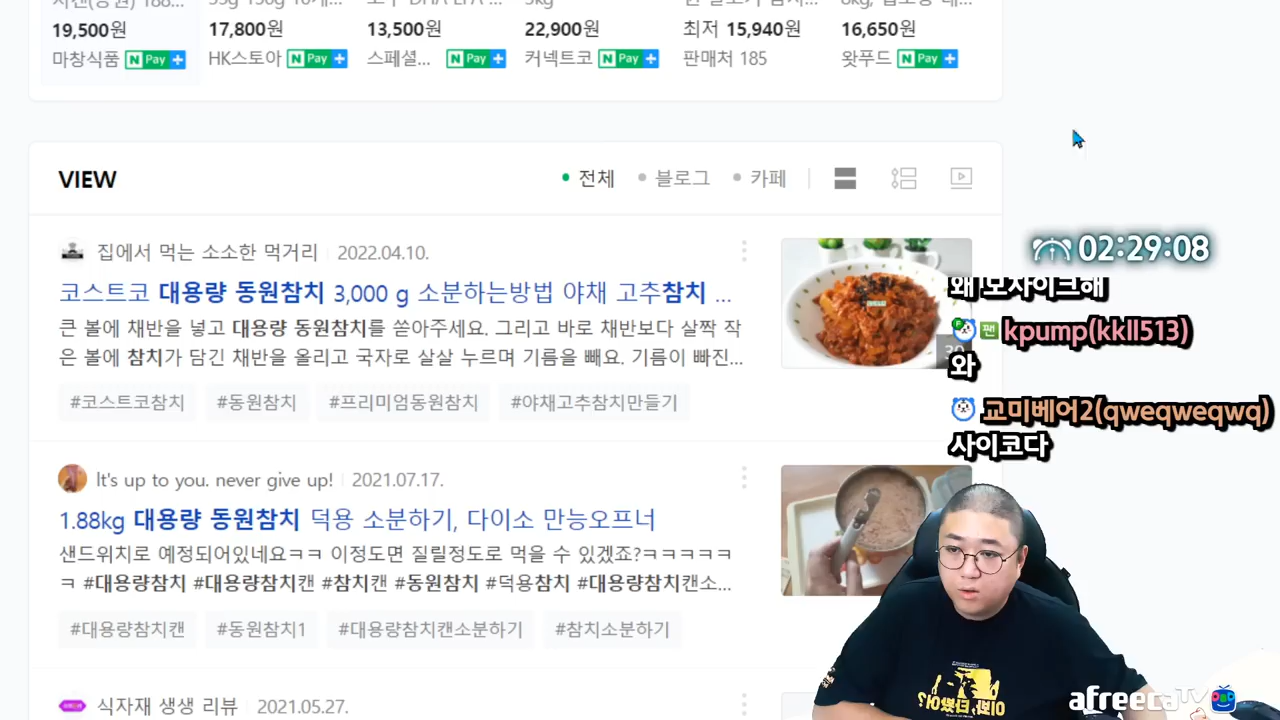 19,500원
17,800원
13,500원
22,900원
최저 15,940원
16,650원
마창식품 N Pay +
HK스토아 N Pay +
스페셜... N Pay +
커넥트코 N Pay +
판매처 185
왓푸드 N Pay +
VIEW
전체
블로그
카페
집에서 먹는 소소한 먹거리 2022.04.10.
코스트코 대용량 동원참치 3,000 g 소분하는방법 야채 고추참치 ...
큰 볼에 채반을 넣고 대용량 동원참치를 쏟아주세요. 그리고 바로 채반보다 살짝 작
은 볼에 참치가 담긴 채반을 올리고 국자로 살살 누르며 기름을 빼요. 기름이 빠진...
#코스트코참치 #동원참치 #프리미엄동원참치 #야채고추참치만들기
It's up to you. never give up! 2021.07.17.
1.88kg 대용량 동원참치 덕용 소분하기, 다이소 만능오프너
샌드위치로 예정되어있네요ㅋㅋ 이정도면 질릴정도로 먹을 수 있겠죠?ㅋㅋㅋㅋㅋ
ㅋ #대용량참치 #대용량참치캔 #참치캔 #동원참치 #덕용참치 #대용량참치캔소...
#대용량참치캔 #동원참치1 #대용량참치캔소분하기 #참치소분하기
식자재 생생 리뷰 2021.05.27.
02:29:08
왜 모자이크해
kpump(kkll513)
와
교미베어2(qweqweqwq)
사이코다
afreecaTV